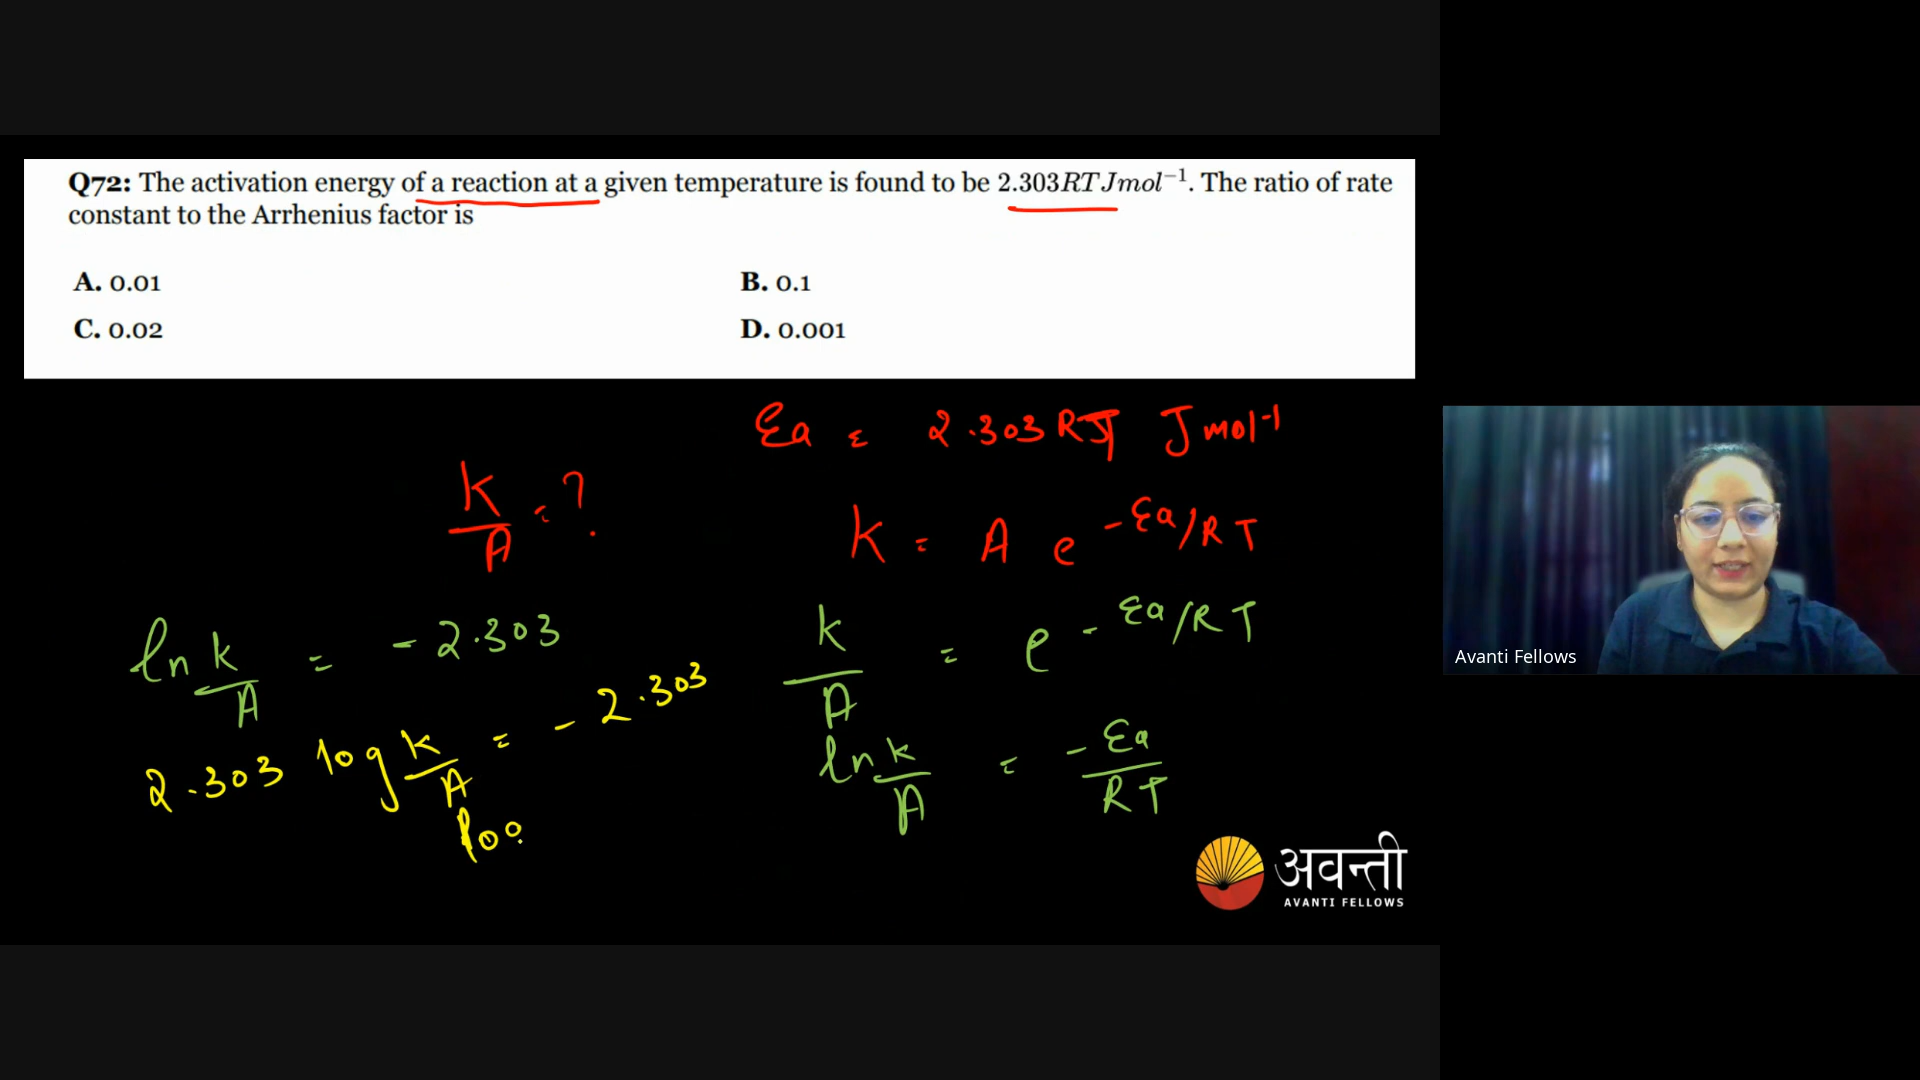 Q72: The activation energy of a reaction at a given temperature is found to be 2.303RT Jmol⁻¹. The ratio of rate
constant to the Arrhenius factor is
A. 0.01
B. 0.1
C. 0.02
D. 0.001
Ea = 2.303 RT J mol⁻¹
K/A = ?
K = A e^-Ea/RT
k/A = e^-Ea/RT
ln k/A = -Ea/RT
ln k/A = -2.303
2.303 log k/A = -2.303
Avanti Fellows
अवन्ती
AVANTI FELLOWS